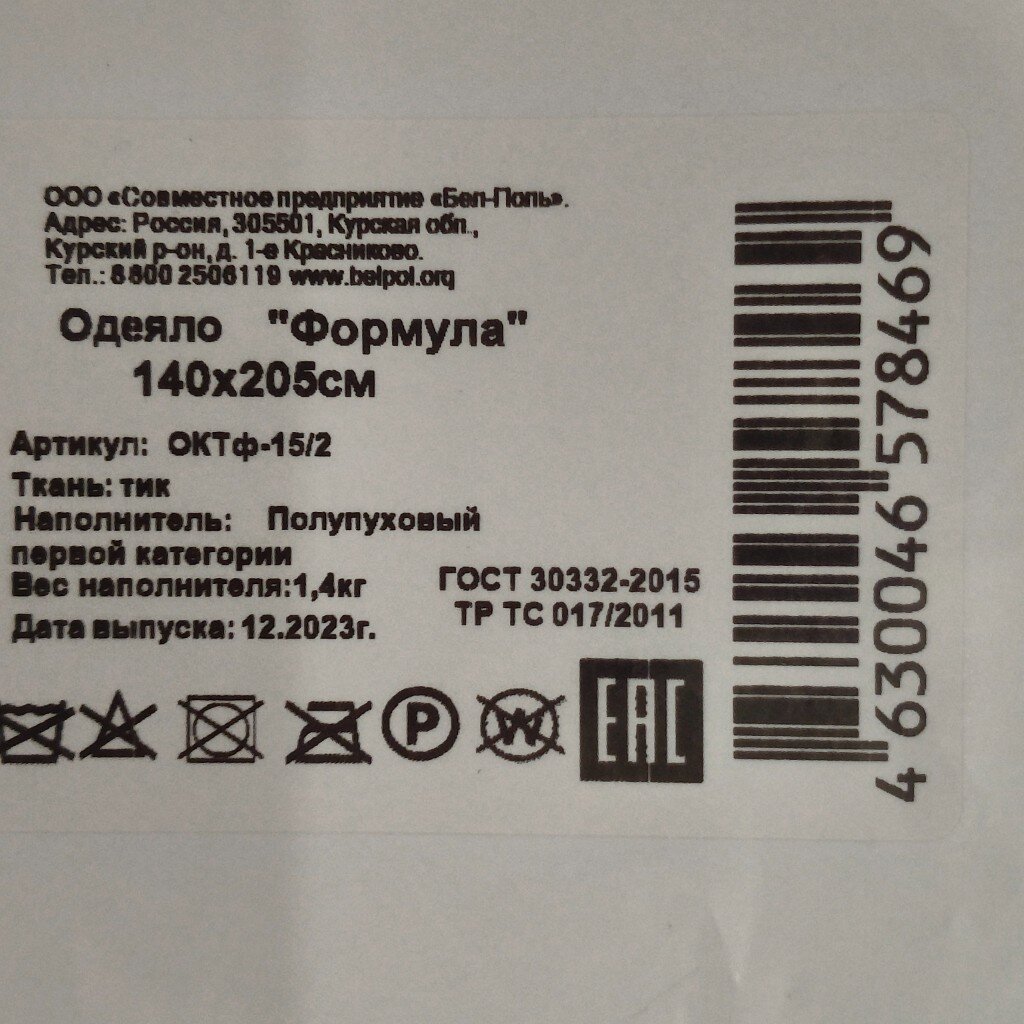 ООО «Совместное предприятие «Бел-Поль».
Адрес: Россия, 305501, Курская обл.,
Курский р-он, д. 1-е Красниково.
Тел.: 8 800 2506119 www.belpol.org
Одеяло "Формула"
140х205см
Артикул: ОКТф-15/2
Ткань: тик
Наполнитель: Полупуховый
первой категории
Вес наполнителя:1,4кг
Дата выпуска: 12.2023г.
ГОСТ 30332-2015
ТР ТС 017/2011
P
W
EAC
4 630046 578469